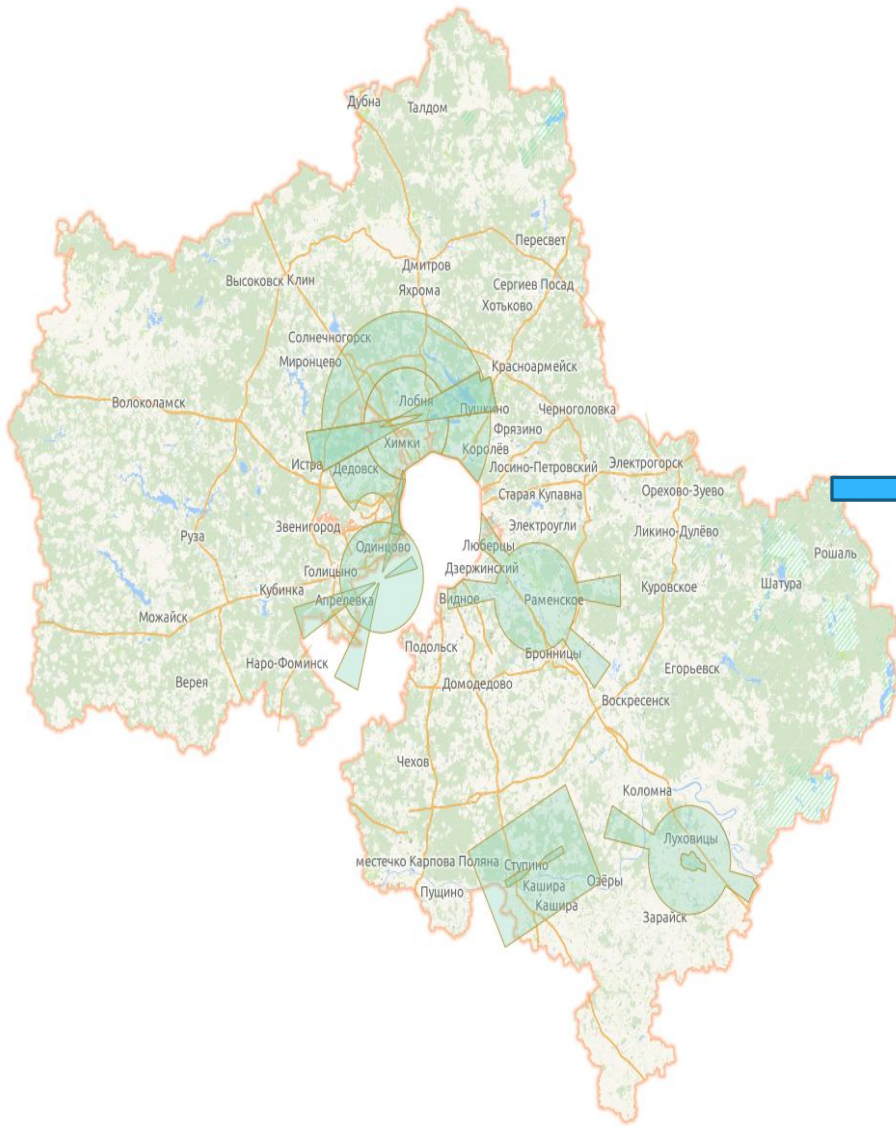 Дубна
Талдом
Пересвет
Дмитров
Высоковск Клин
Сергиев Посад
Яхрома
Хотьково
Солнечногорск
Миронцево
Красноармейск
Волоколамск
Лобня
Пушкино
Черноголовка
Фрязино
Химки
Королёв
Истра
Дедовск
Лосино-Петровский
Электрогорск
Старая Купавна
Орехово-Зуево
Звенигород
Электроугли
Ликино-Дулёво
Руза
Одинцово
Люберцы
Рошаль
Голицыно
Дзержинский
Шатура
Кубинка
Апрелевка
Видное
Раменское
Куровское
Можайск
Подольск
Бронницы
Наро-Фоминск
Егорьевск
Верея
Домодедово
Воскресенск
Чехов
Коломна
Луховицы
местечко Карпова Поляна
Ступино
Озёры
Пущино
Кашира
Кашира
Зарайск